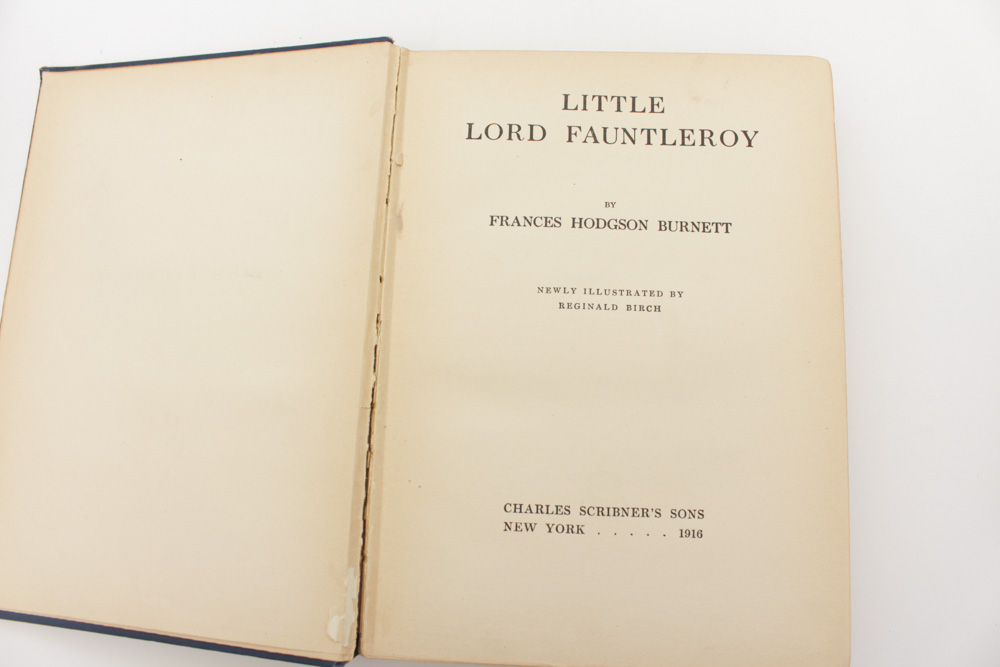 LITTLE
LORD FAUNTLEROY
BY
FRANCES HODGSON BURNETT
NEWLY ILLUSTRATED BY
REGINALD BIRCH
CHARLES SCRIBNER'S SONS
NEW YORK . . . . . 1916